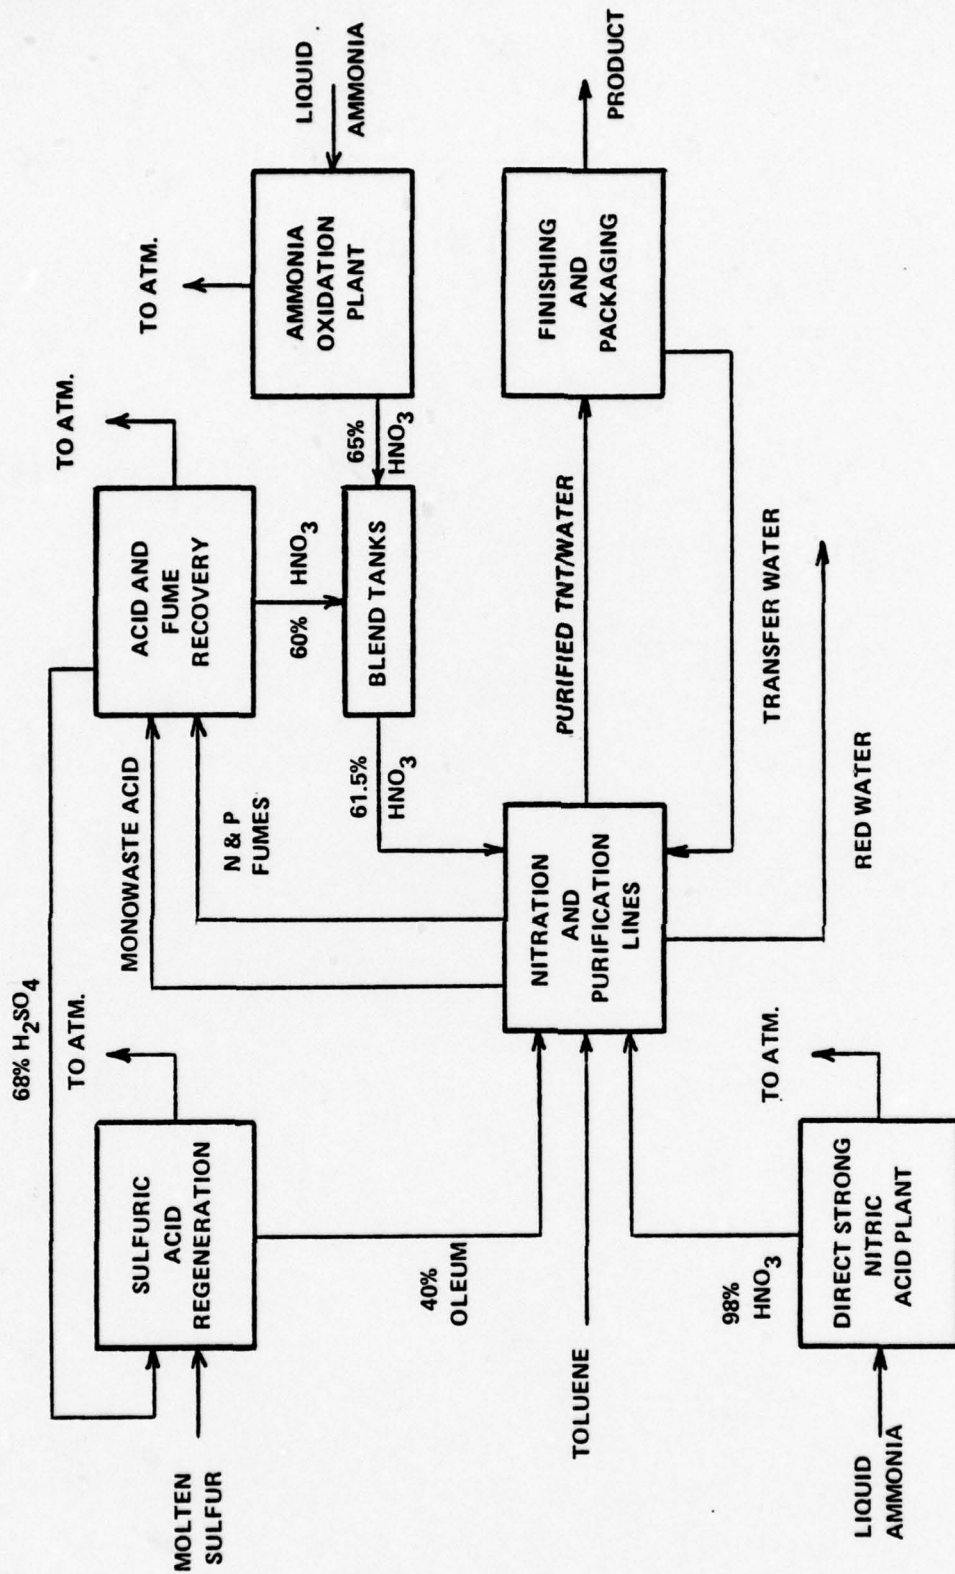 68% H2SO4
TO ATM.
TO ATM.
TO ATM.
MOLTEN
SULFUR
SULFURIC
ACID
REGENERATION
MONOWASTE ACID
N & P
FUMES
ACID AND
FUME
RECOVERY
60% HNO3
AMMONIA
OXIDATION
PLANT
LIQUID
AMMONIA
65%
HNO3
BLEND TANKS
61.5%
HNO3
40%
OLEUM
TOLUENE
NITRATION
AND
PURIFICATION
LINES
PURIFIED TNT/WATER
FINISHING
AND
PACKAGING
PRODUCT
TRANSFER WATER
RED WATER
98%
HNO3
TO ATM.
LIQUID
AMMONIA
DIRECT STRONG
NITRIC
ACID PLANT